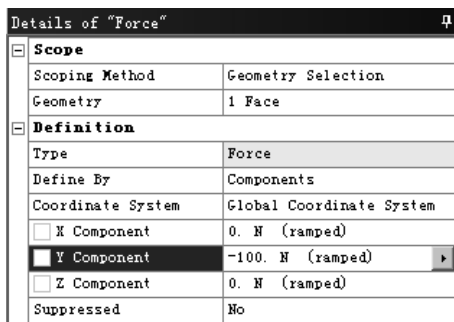 Details of "Force"
Scope
Scoping Method Geometry Selection
Geometry 1 Face
Definition
Type Force
Define By Components
Coordinate System Global Coordinate System
X Component 0. N (ramped)
Y Component -100. N (ramped)
Z Component 0. N (ramped)
Suppressed No